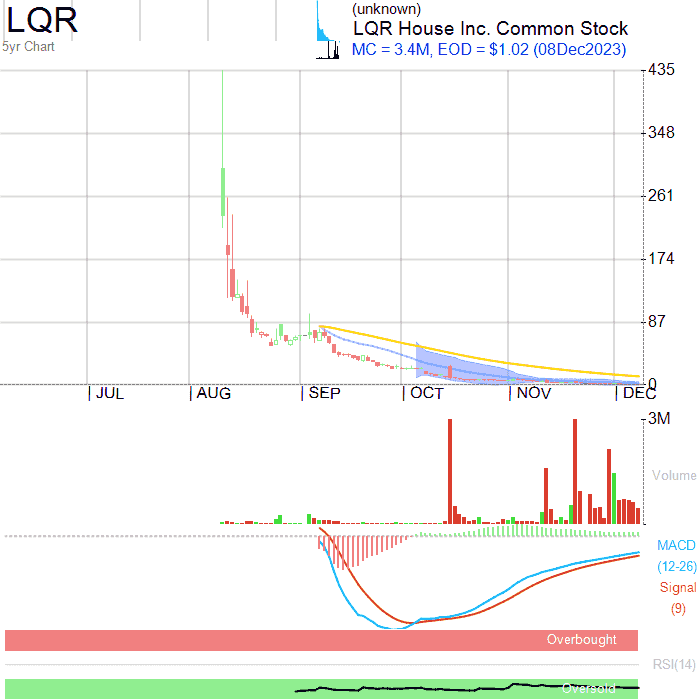 LQR
5yr Chart
(unknown)
LQR House Inc. Common Stock
MC = 3.4M, EOD = $1.02 (08Dec2023)
435
348
261
174
87
0
JUL
AUG
SEP
OCT
NOV
DEC
3M
Volume
MACD
(12-26)
Signal
(9)
Overbought
RSI(14)
Oversold